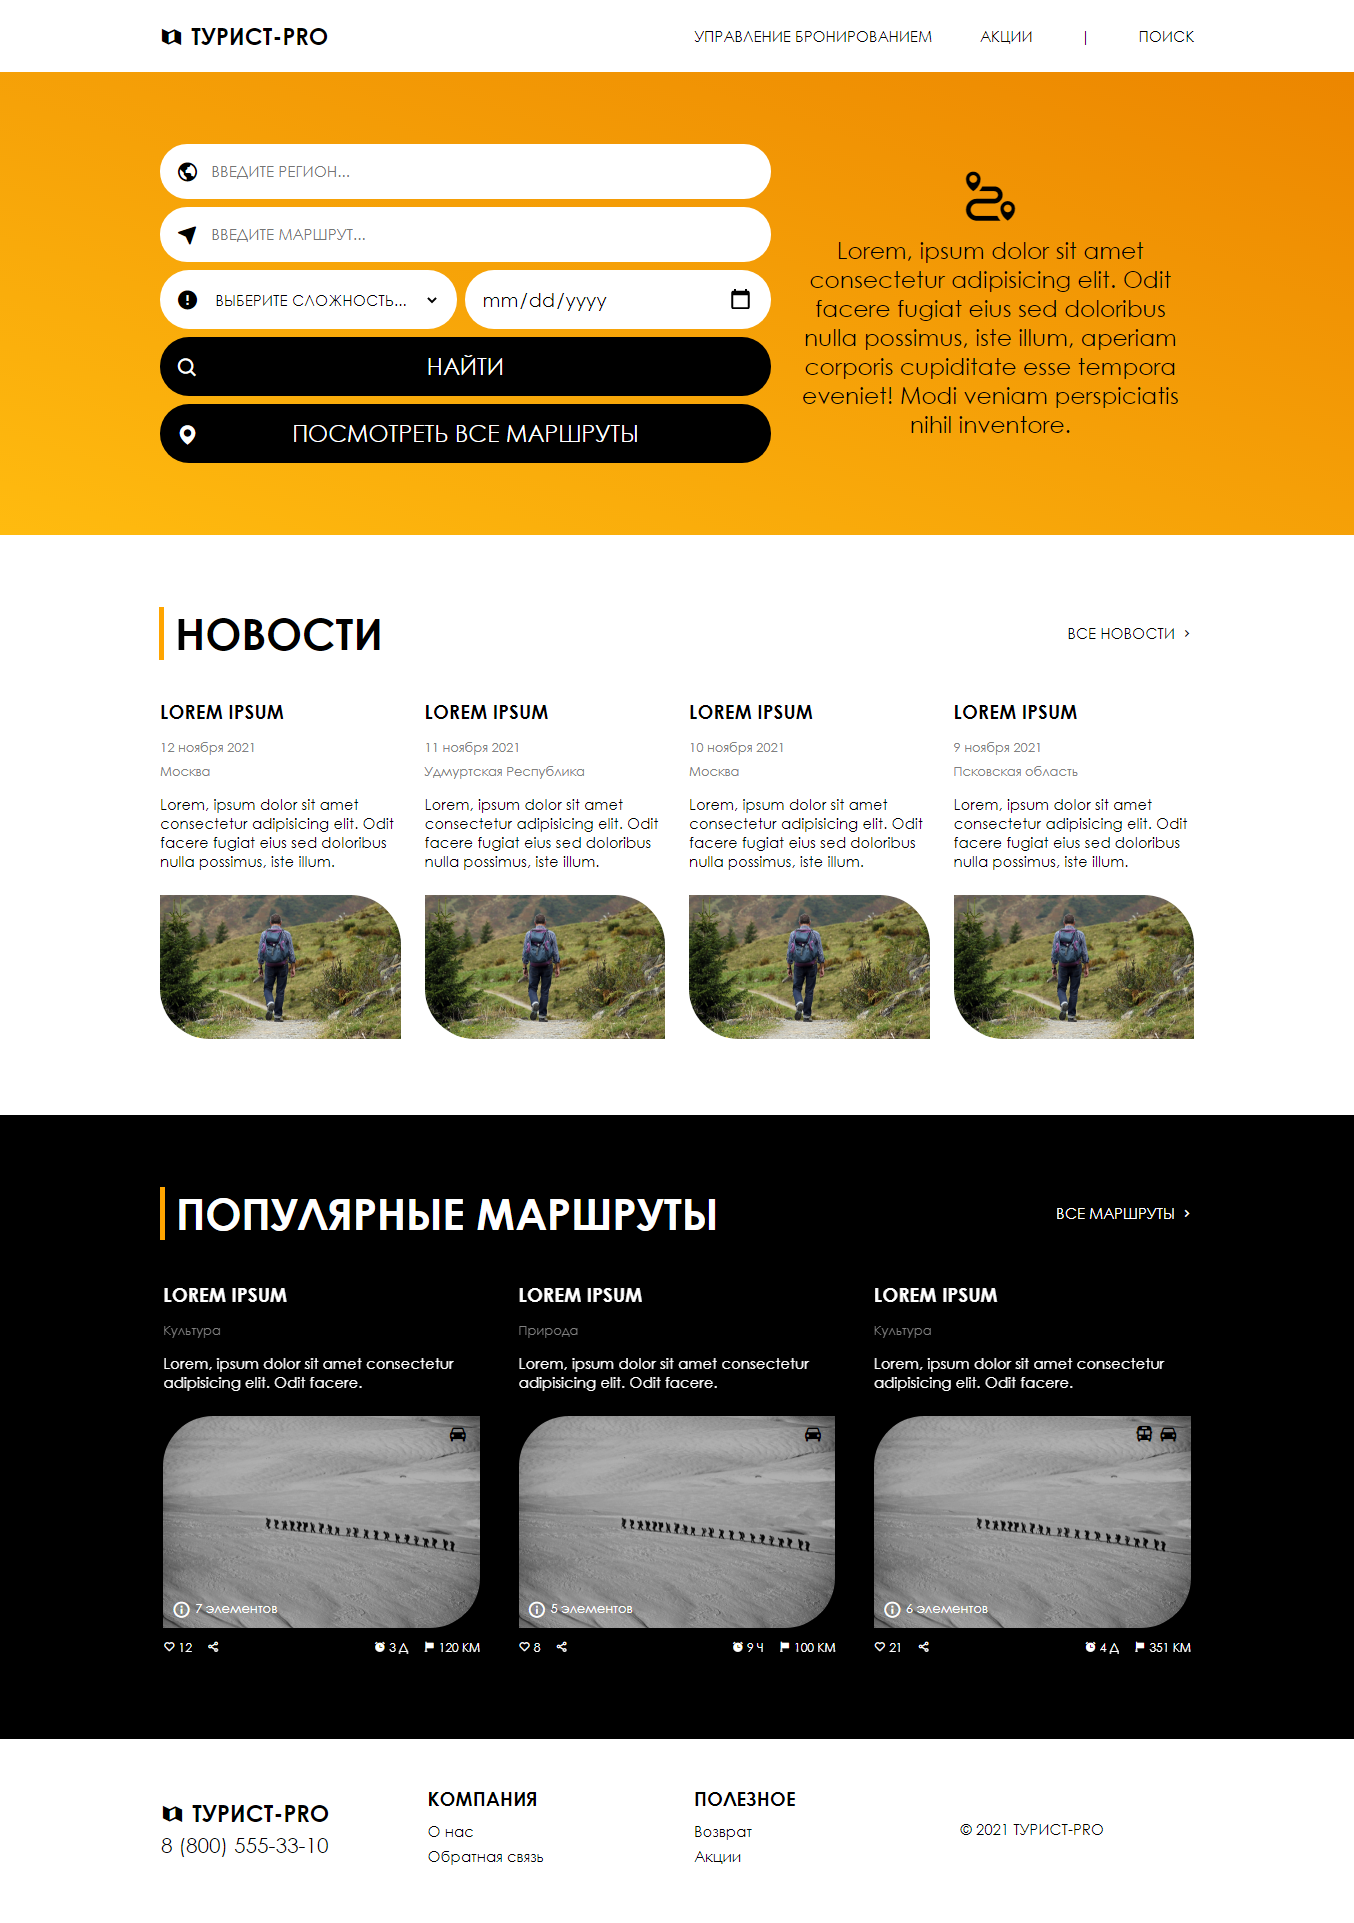 ТУРИСТ-PRO
УПРАВЛЕНИЕ БРОНИРОВАНИЕМ
АКЦИИ
|
ПОИСК
ВВЕДИТЕ РЕГИОН...
ВВЕДИТЕ МАРШРУТ...
ВЫБЕРИТЕ СЛОЖНОСТЬ...
mm/dd/yyyy
НАЙТИ
ПОСМОТРЕТЬ ВСЕ МАРШРУТЫ
Lorem, ipsum dolor sit amet
consectetur adipisicing elit. Odit
facere fugiat eius sed doloribus
nulla possimus, iste illum, aperiam
corporis cupiditate esse tempora
eveniet! Modi veniam perspiciatis
nihil inventore.
НОВОСТИ
ВСЕ НОВОСТИ
LOREM IPSUM
12 ноября 2021
Москва
Lorem, ipsum dolor sit amet
consectetur adipisicing elit. Odit
facere fugiat eius sed doloribus
nulla possimus, iste illum.
LOREM IPSUM
11 ноября 2021
Удмуртская Республика
Lorem, ipsum dolor sit amet
consectetur adipisicing elit. Odit
facere fugiat eius sed doloribus
nulla possimus, iste illum.
LOREM IPSUM
10 ноября 2021
Москва
Lorem, ipsum dolor sit amet
consectetur adipisicing elit. Odit
facere fugiat eius sed doloribus
nulla possimus, iste illum.
LOREM IPSUM
9 ноября 2021
Псковская область
Lorem, ipsum dolor sit amet
consectetur adipisicing elit. Odit
facere fugiat eius sed doloribus
nulla possimus, iste illum.
ПОПУЛЯРНЫЕ МАРШРУТЫ
ВСЕ МАРШРУТЫ
LOREM IPSUM
Культура
Lorem, ipsum dolor sit amet consectetur
adipisicing elit. Odit facere.
7 элементов
12
3 Д
120 КМ
LOREM IPSUM
Природа
Lorem, ipsum dolor sit amet consectetur
adipisicing elit. Odit facere.
5 элементов
8
9 Ч
100 КМ
LOREM IPSUM
Культура
Lorem, ipsum dolor sit amet consectetur
adipisicing elit. Odit facere.
6 элементов
21
4 Д
351 КМ
ТУРИСТ-PRO
8 (800) 555-33-10
КОМПАНИЯ
О нас
Обратная связь
ПОЛЕЗНОЕ
Возврат
Акции
© 2021 ТУРИСТ-PRO